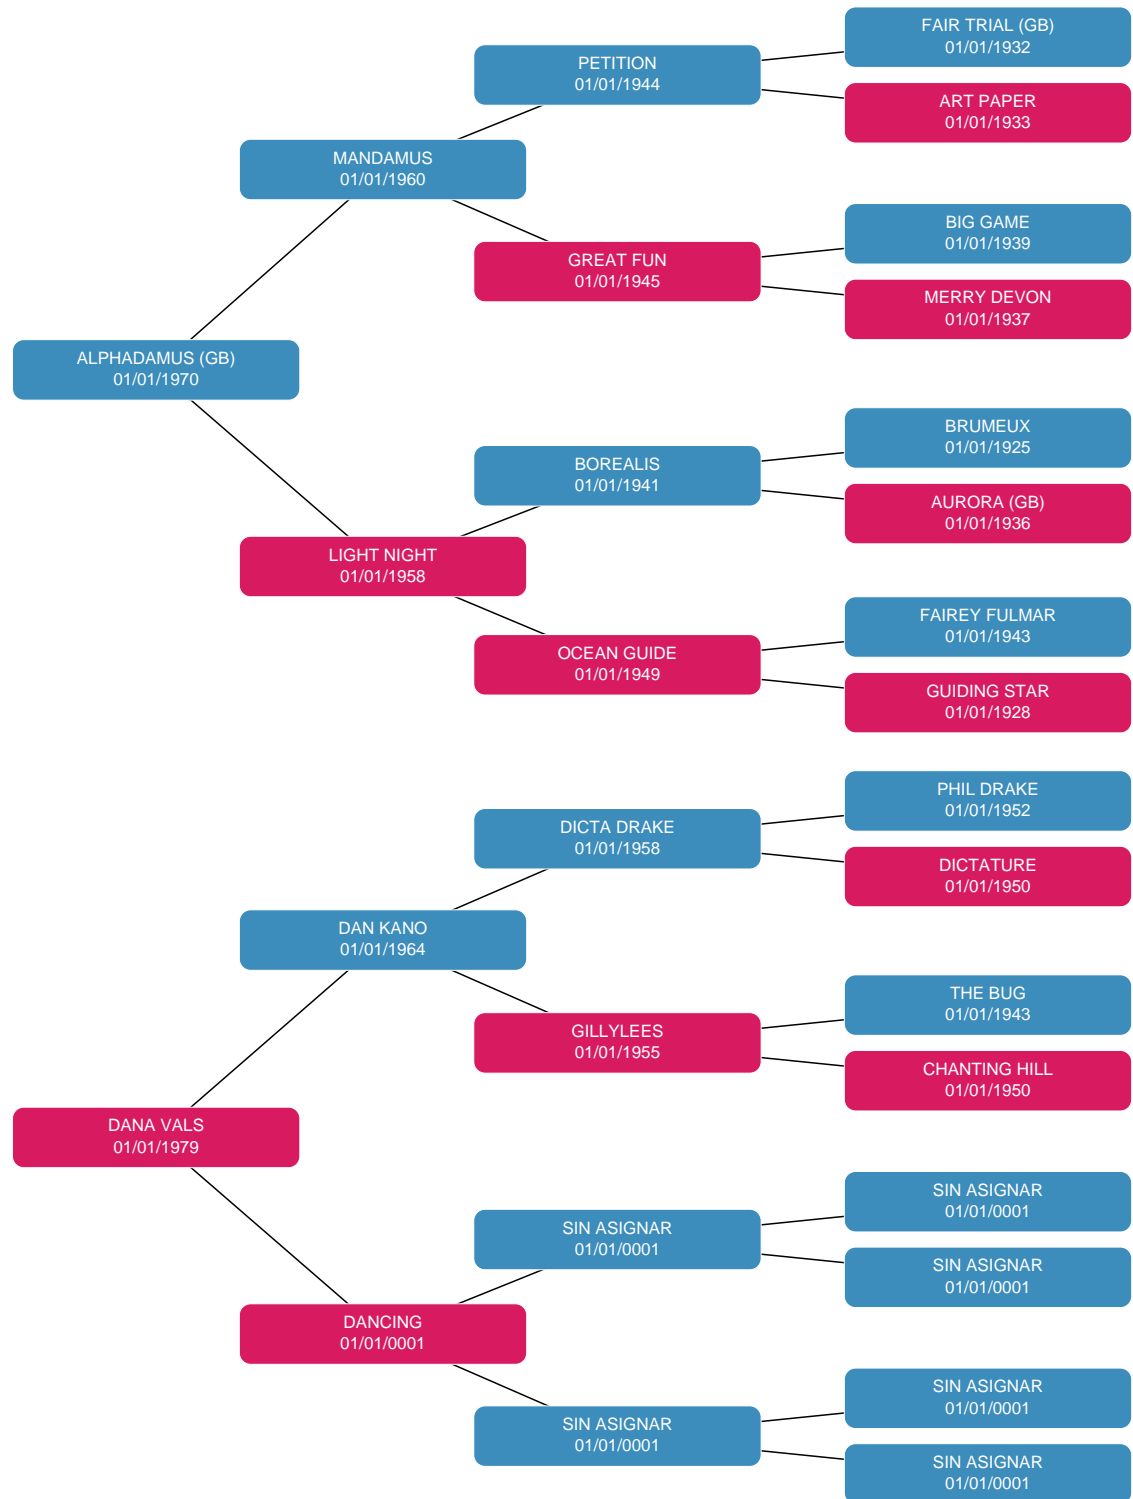 FAIR TRIAL (GB)
01/01/1932
PETITION
01/01/1944
ART PAPER
01/01/1933
MANDAMUS
01/01/1960
BIG GAME
01/01/1939
GREAT FUN
01/01/1945
MERRY DEVON
01/01/1937
ALPHADAMUS (GB)
01/01/1970
BRUMEUX
01/01/1925
BOREALIS
01/01/1941
AURORA (GB)
01/01/1936
LIGHT NIGHT
01/01/1958
FAIREY FULMAR
01/01/1943
OCEAN GUIDE
01/01/1949
GUIDING STAR
01/01/1928
PHIL DRAKE
01/01/1952
DICTA DRAKE
01/01/1958
DICTATURE
01/01/1950
DAN KANO
01/01/1964
THE BUG
01/01/1943
GILLYLEES
01/01/1955
CHANTING HILL
01/01/1950
DANA VALS
01/01/1979
SIN ASIGNAR
01/01/0001
SIN ASIGNAR
01/01/0001
SIN ASIGNAR
01/01/0001
DANCING
01/01/0001
SIN ASIGNAR
01/01/0001
SIN ASIGNAR
01/01/0001
SIN ASIGNAR
01/01/0001